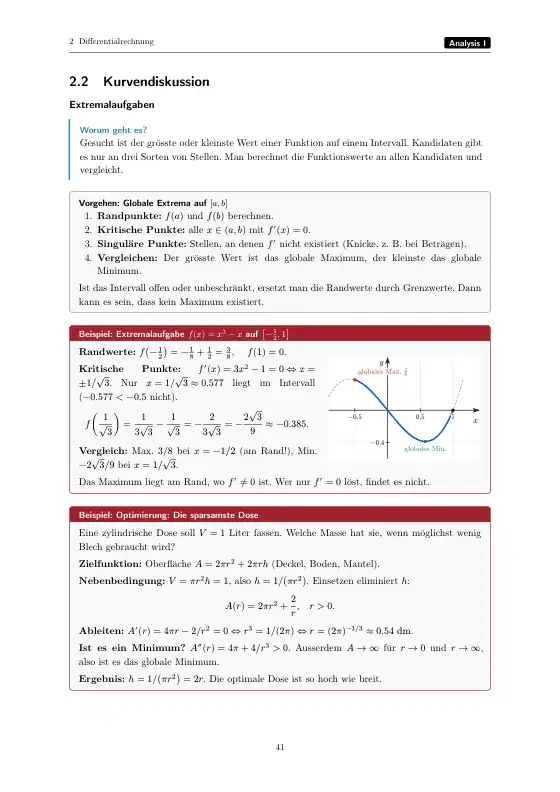 2 Differentialrechnung
Analysis I
2.2 Kurvendiskussion
Extremalaufgaben
Worum geht es?
Gesucht ist der grösste oder kleinste Wert einer Funktion auf einem Intervall. Kandidaten gibt
es nur an drei Sorten von Stellen. Man berechnet die Funktionswerte an allen Kandidaten und
vergleicht.
Vorgehen: Globale Extrema auf [a, b]
1. Randpunkte: f(a) und f(b) berechnen.
2. Kritische Punkte: alle x ∈ (a, b) mit f′(x) = 0.
3. Singuläre Punkte: Stellen, an denen f′ nicht existiert (Knicke, z. B. bei Beträgen).
4. Vergleichen: Der grösste Wert ist das globale Maximum, der kleinste das globale
Minimum.
Ist das Intervall offen oder unbeschränkt, ersetzt man die Randwerte durch Grenzwerte. Dann
kann es sein, dass kein Maximum existiert.
Beispiel: Extremalaufgabe f(x) = x³ − x auf [−1/2, 1]
Randwerte: f(−1/2) = −1/8 + 1/2 = 3/8, f(1) = 0.
Kritische Punkte: f′(x) = 3x² − 1 = 0 ⇔ x =
±1/√3. Nur x = 1/√3 ≈ 0.577 liegt im Intervall
(−0.577 < −0.5 nicht).
f(1/√3) = 1/(3√3) − 1/√3 = −2/(3√3) = −2√3/9 ≈ −0.385.
Vergleich: Max. 3/8 bei x = −1/2 (am Rand!), Min.
−2√3/9 bei x = 1/√3.
y
globales Max. 3/8
−0.5
0.5
1
x
−0.4
globales Min.
Das Maximum liegt am Rand, wo f′ ≠ 0 ist. Wer nur f′ = 0 löst, findet es nicht.
Beispiel: Optimierung: Die sparsamste Dose
Eine zylindrische Dose soll V = 1 Liter fassen. Welche Masse hat sie, wenn möglichst wenig
Blech gebraucht wird?
Zielfunktion: Oberfläche A = 2πr² + 2πrh (Deckel, Boden, Mantel).
Nebenbedingung: V = πr²h = 1, also h = 1/(πr²). Einsetzen eliminiert h:
A(r) = 2πr² + 2/r, r > 0.
Ableiten: A′(r) = 4πr − 2/r² = 0 ⇔ r³ = 1/(2π) ⇔ r = (2π)^−1/3 ≈ 0.54 dm.
Ist es ein Minimum? A″(r) = 4π + 4/r³ > 0. Ausserdem A → ∞ für r → 0 und r → ∞,
also ist es das globale Minimum.
Ergebnis: h = 1/(πr²) = 2r. Die optimale Dose ist so hoch wie breit.
41